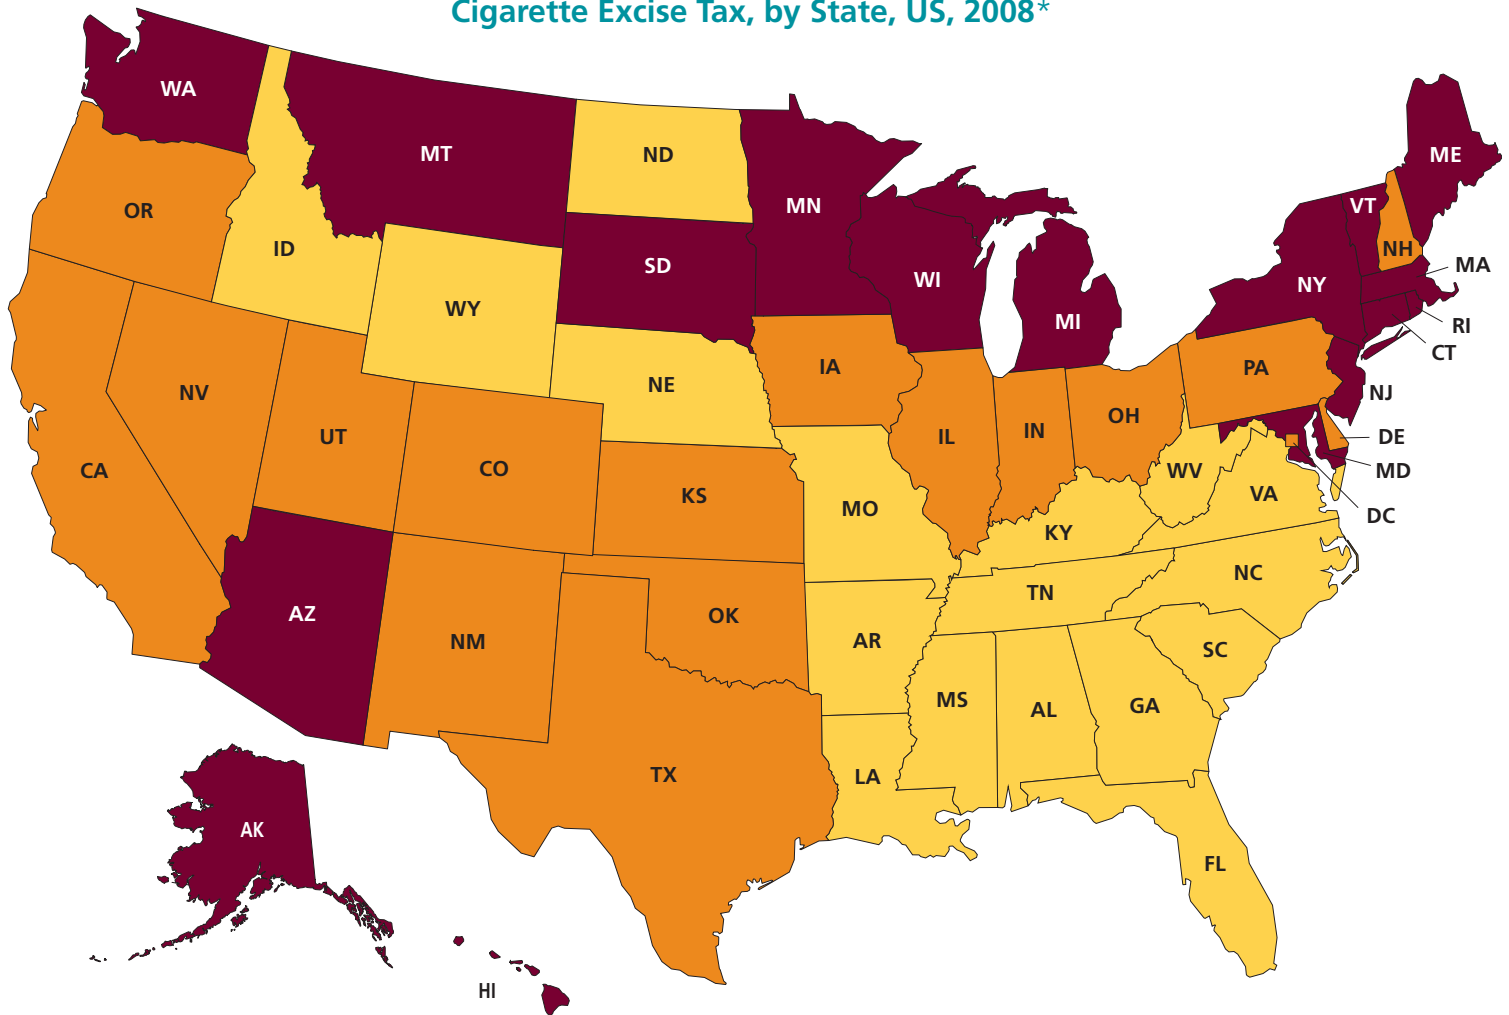 Cigarette Excise Tax, by State, US, 2008*
WA
MT
ND
MN
ME
OR
ID
SD
WI
VT
NH
MA
WY
NY
MI
RI
CT
NV
NE
IA
PA
NJ
UT
CO
IL
IN
OH
DE
CA
KS
WV
MD
MO
VA
DC
KY
NC
AZ
TN
NM
OK
AR
SC
MS
AL
GA
TX
LA
AK
FL
HI